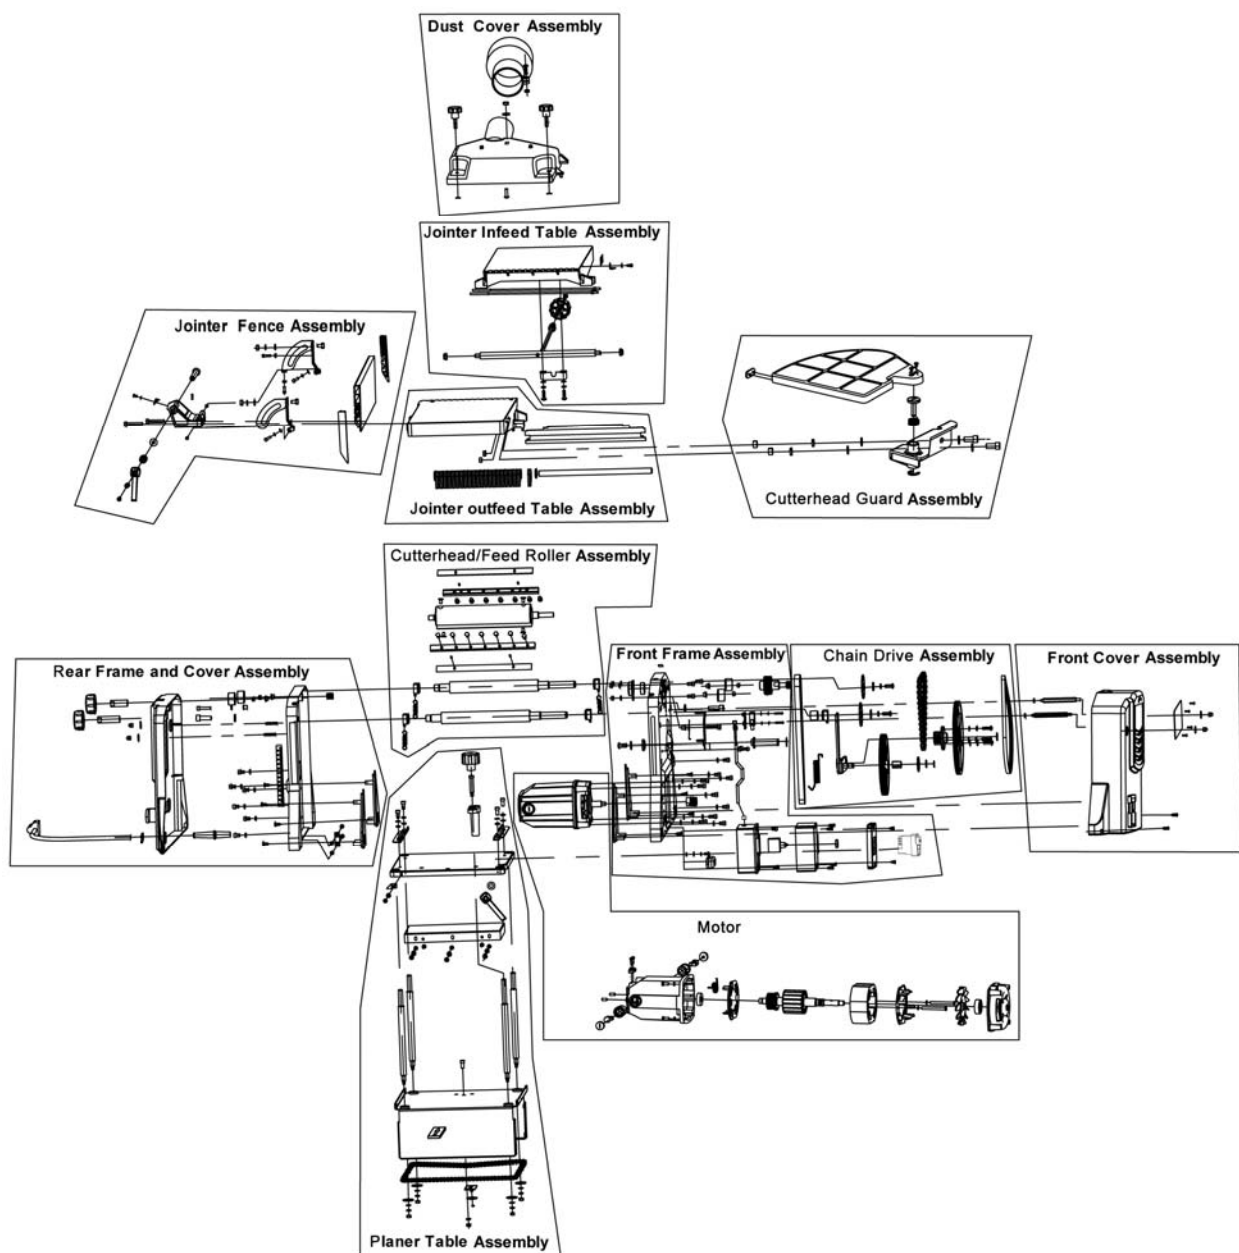 Dust Cover Assembly
Jointer Infeed Table Assembly
Jointer Fence Assembly
Cutterhead Guard Assembly
Jointer outfeed Table Assembly
Cutterhead/Feed Roller Assembly
Rear Frame and Cover Assembly
Front Frame Assembly
Chain Drive Assembly
Front Cover Assembly
Motor
Planer Table Assembly